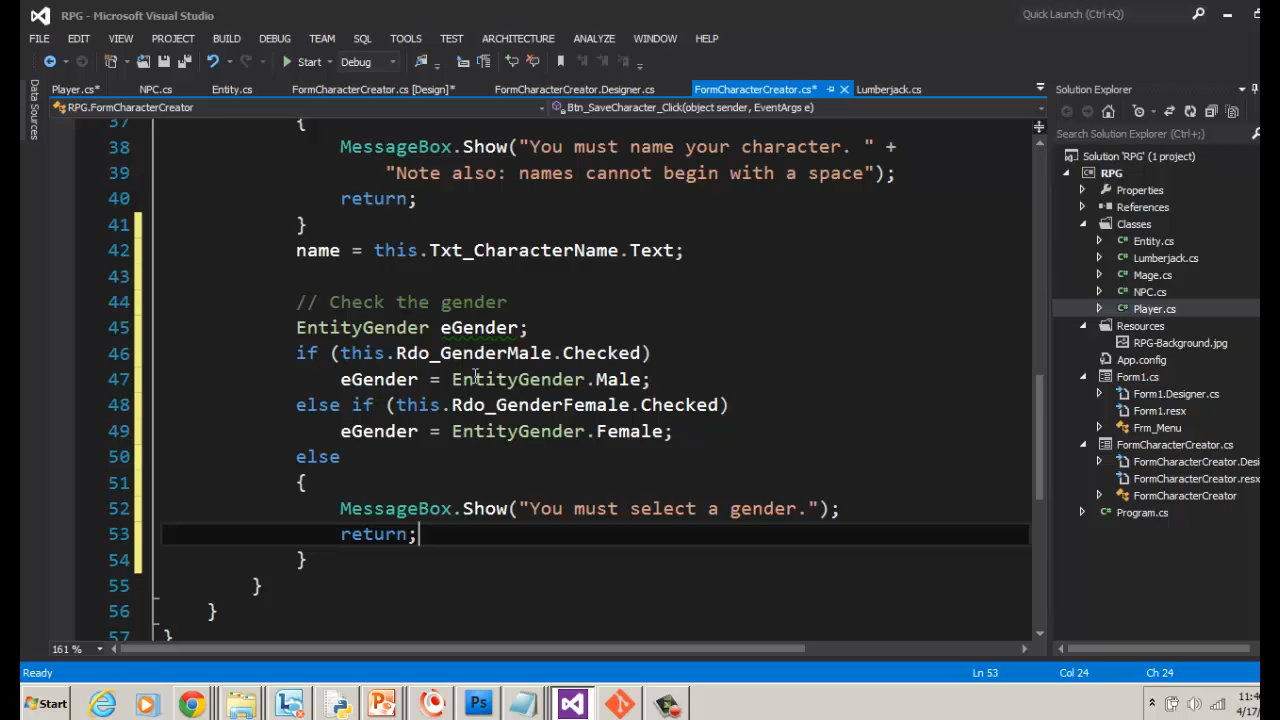 RPG - Microsoft Visual Studio
Quick Launch (Ctrl+Q)
FILE EDIT VIEW PROJECT BUILD DEBUG TEAM SQL TOOLS TEST ARCHITECTURE ANALYZE WINDOW HELP
Start Debug
Player.cs* NPC.cs Entity.cs FormCharacterCreator.cs [Design]* FormCharacterCreator.Designer.cs FormCharacterCreator.cs* Lumberjack.cs
RPG.FormCharacterCreator Btn_SaveCharacter_Click(object sender, EventArgs e)
Data Sources
37 {
38 MessageBox.Show("You must name your character. " +
39 "Note also: names cannot begin with a space");
40 return;
41 }
42 name = this.Txt_CharacterName.Text;
43
44 // Check the gender
45 EntityGender eGender;
46 if (this.Rdo_GenderMale.Checked)
47 eGender = EntityGender.Male;
48 else if (this.Rdo_GenderFemale.Checked)
49 eGender = EntityGender.Female;
50 else
51 {
52 MessageBox.Show("You must select a gender.");
53 return;
54 }
55 }
56 }
57 }
161 %
Solution Explorer
Search Solution Explorer (Ctrl+;)
Solution 'RPG' (1 project)
RPG
Properties
References
Classes
Entity.cs
Lumberjack.cs
Mage.cs
NPC.cs
Player.cs
Resources
RPG-Background.jpg
App.config
Form1.cs
Form1.Designer.cs
Form1.resx
Frm_Menu
FormCharacterCreator.cs
FormCharacterCreator.Desi
FormCharacterCreator.resx
FormCharacterCreator
Program.cs
Ready Ln 53 Col 24 Ch 24
Start Ps
11:4
4/17/